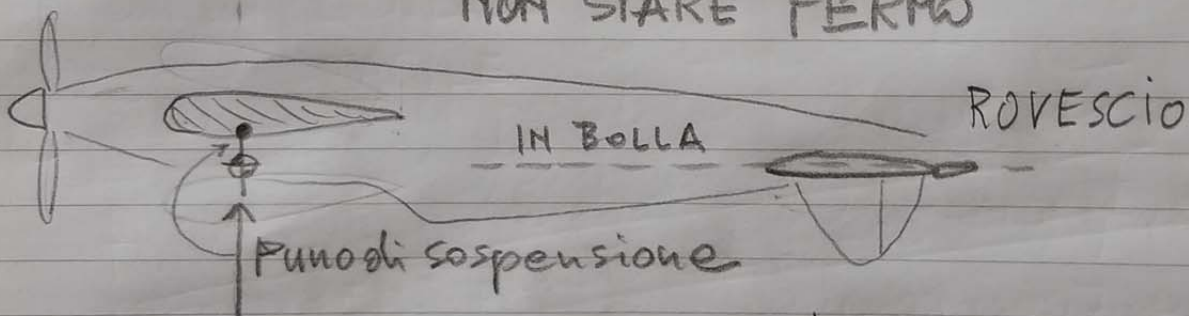 NON STARE FERMO
ROVESCIO
IN BOLLA
Puno di sospensione